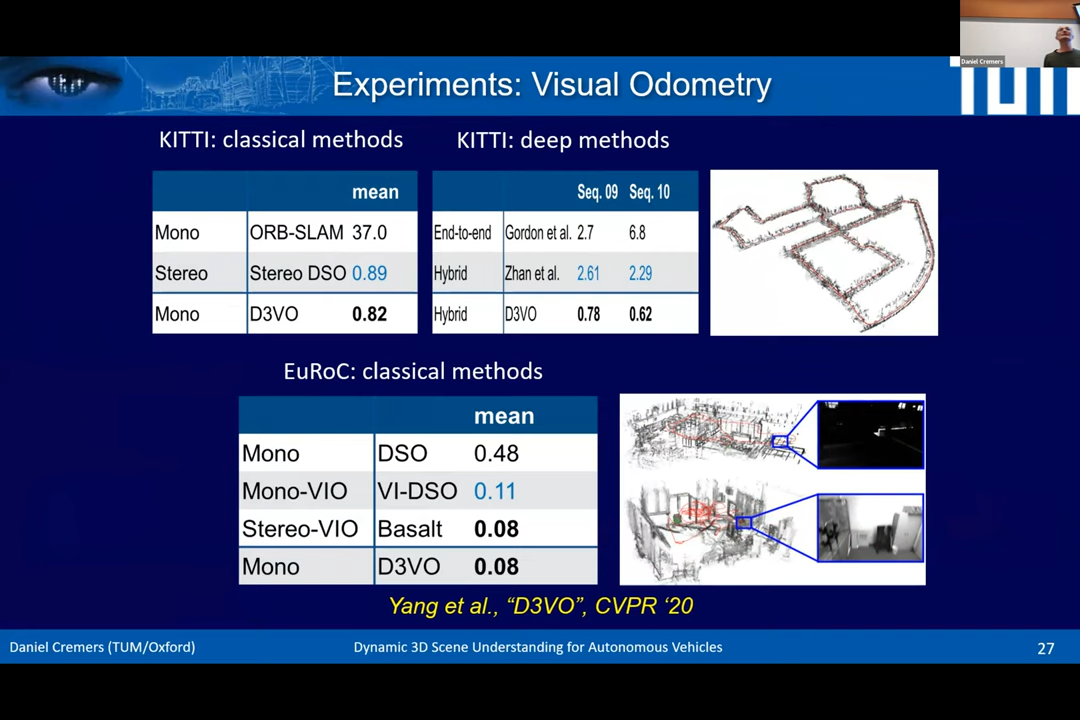 Daniel Cremers
Experiments: Visual Odometry
TUM
KITTI: classical methods
mean
Mono ORB-SLAM 37.0
Stereo Stereo DSO 0.89
Mono D3VO 0.82
KITTI: deep methods
Seq. 09 Seq. 10
End-to-end Gordon et al. 2.7 6.8
Hybrid Zhan et al. 2.61 2.29
Hybrid D3VO 0.78 0.62
EuRoC: classical methods
mean
Mono DSO 0.48
Mono-VIO VI-DSO 0.11
Stereo-VIO Basalt 0.08
Mono D3VO 0.08
Yang et al., “D3VO”, CVPR ‘20
Daniel Cremers (TUM/Oxford) Dynamic 3D Scene Understanding for Autonomous Vehicles 27